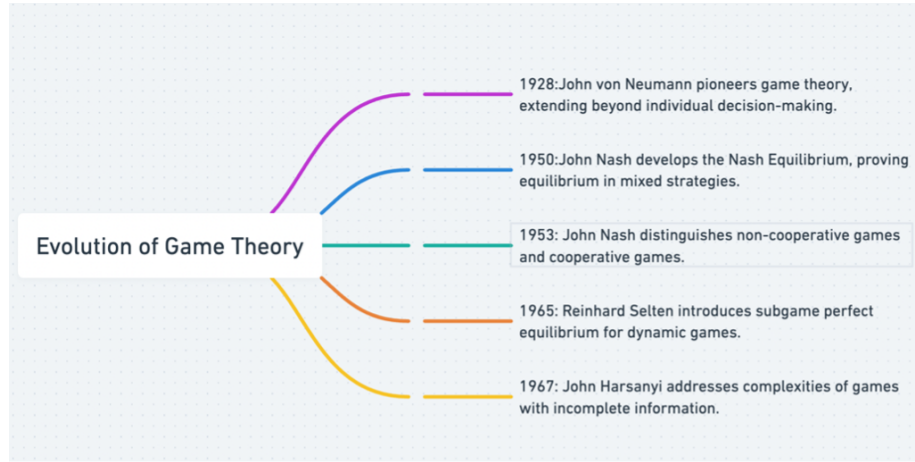 1928:John von Neumann pioneers game theory,
extending beyond individual decision-making.
1950:John Nash develops the Nash Equilibrium, proving
equilibrium in mixed strategies.
Evolution of Game Theory
1953: John Nash distinguishes non-cooperative games
and cooperative games.
1965: Reinhard Selten introduces subgame perfect
equilibrium for dynamic games.
1967: John Harsanyi addresses complexities of games
with incomplete information.